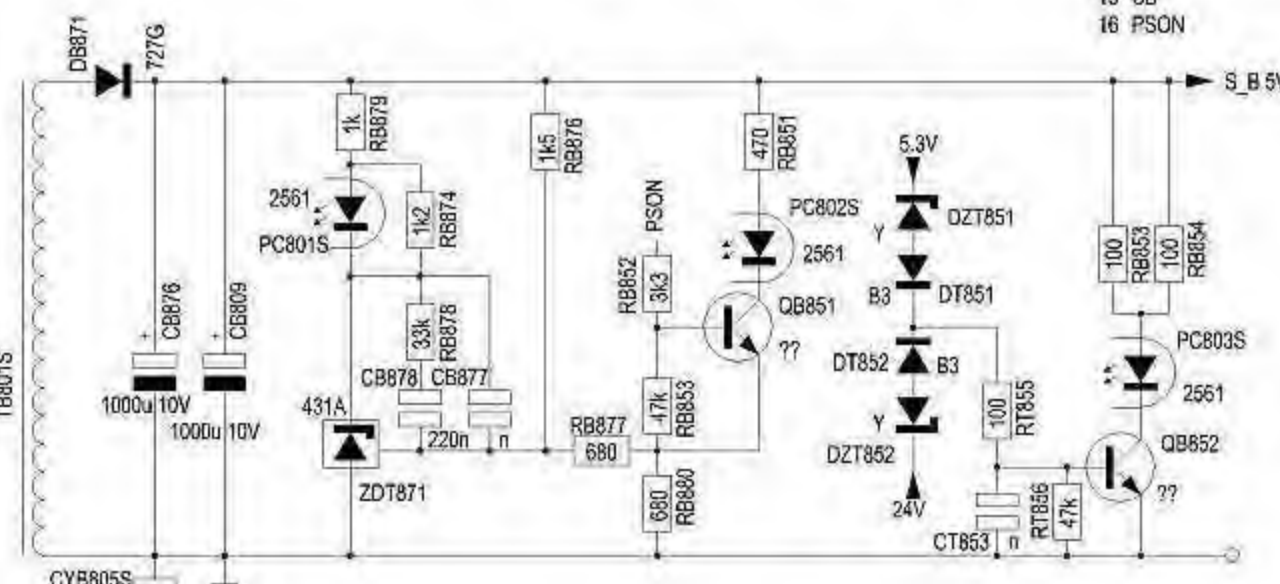 16 PSON
DB871
727G
S_B 5V
1k
RB879
1k5
RB876
470
RB851
5.3V
2561
PC801S
1k2
RB874
PSON
PC802S
2561
DZT851
Y
100
RB853
100
RB854
RB852
3k3
B3
DT851
QB851
??
CB876
CB809
33k
RB878
PC803S
2561
DT852
B3
TB801S
1000u 10V
1000u 10V
CB878
CB877
431A
220n
n
47k
RB853
RB877
680
100
RT855
Y
DZT852
QB852
??
ZDT871
680
RB880
24V
CT853
n
RT856
47k
CYB805S